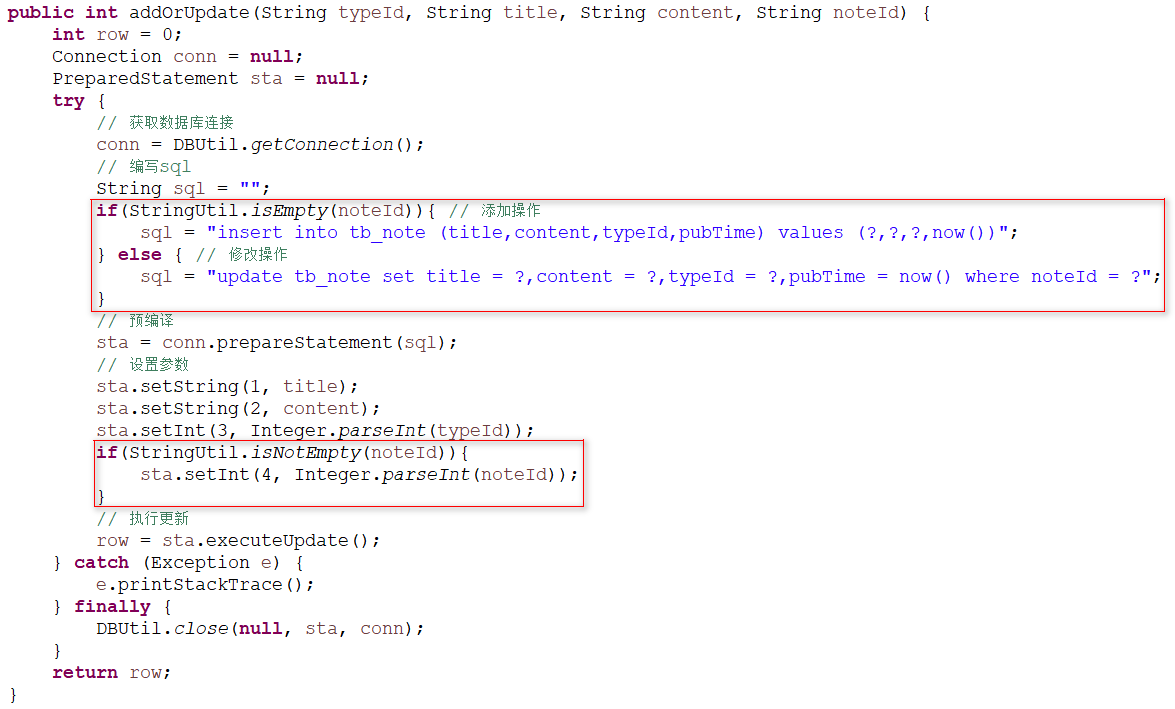 public int addOrUpdate(String typeId, String title, String content, String noteId) {
    int row = 0;
    Connection conn = null;
    PreparedStatement sta = null;
    try {
        // 获取数据库连接
        conn = DBUtil.getConnection();
        // 编写sql
        String sql = "";
        if(StringUtil.isEmpty(noteId)){ // 添加操作
            sql = "insert into tb_note (title,content,typeId,pubTime) values (?,?,?,now())";
        } else { // 修改操作
            sql = "update tb_note set title = ?,content = ?,typeId = ?,pubTime = now() where noteId = ?";
        }
        // 预编译
        sta = conn.prepareStatement(sql);
        // 设置参数
        sta.setString(1, title);
        sta.setString(2, content);
        sta.setInt(3, Integer.parseInt(typeId));
        if(StringUtil.isNotEmpty(noteId)){
            sta.setInt(4, Integer.parseInt(noteId));
        }
        // 执行更新
        row = sta.executeUpdate();
    } catch (Exception e) {
        e.printStackTrace();
    } finally {
        DBUtil.close(null, sta, conn);
    }
    return row;
}